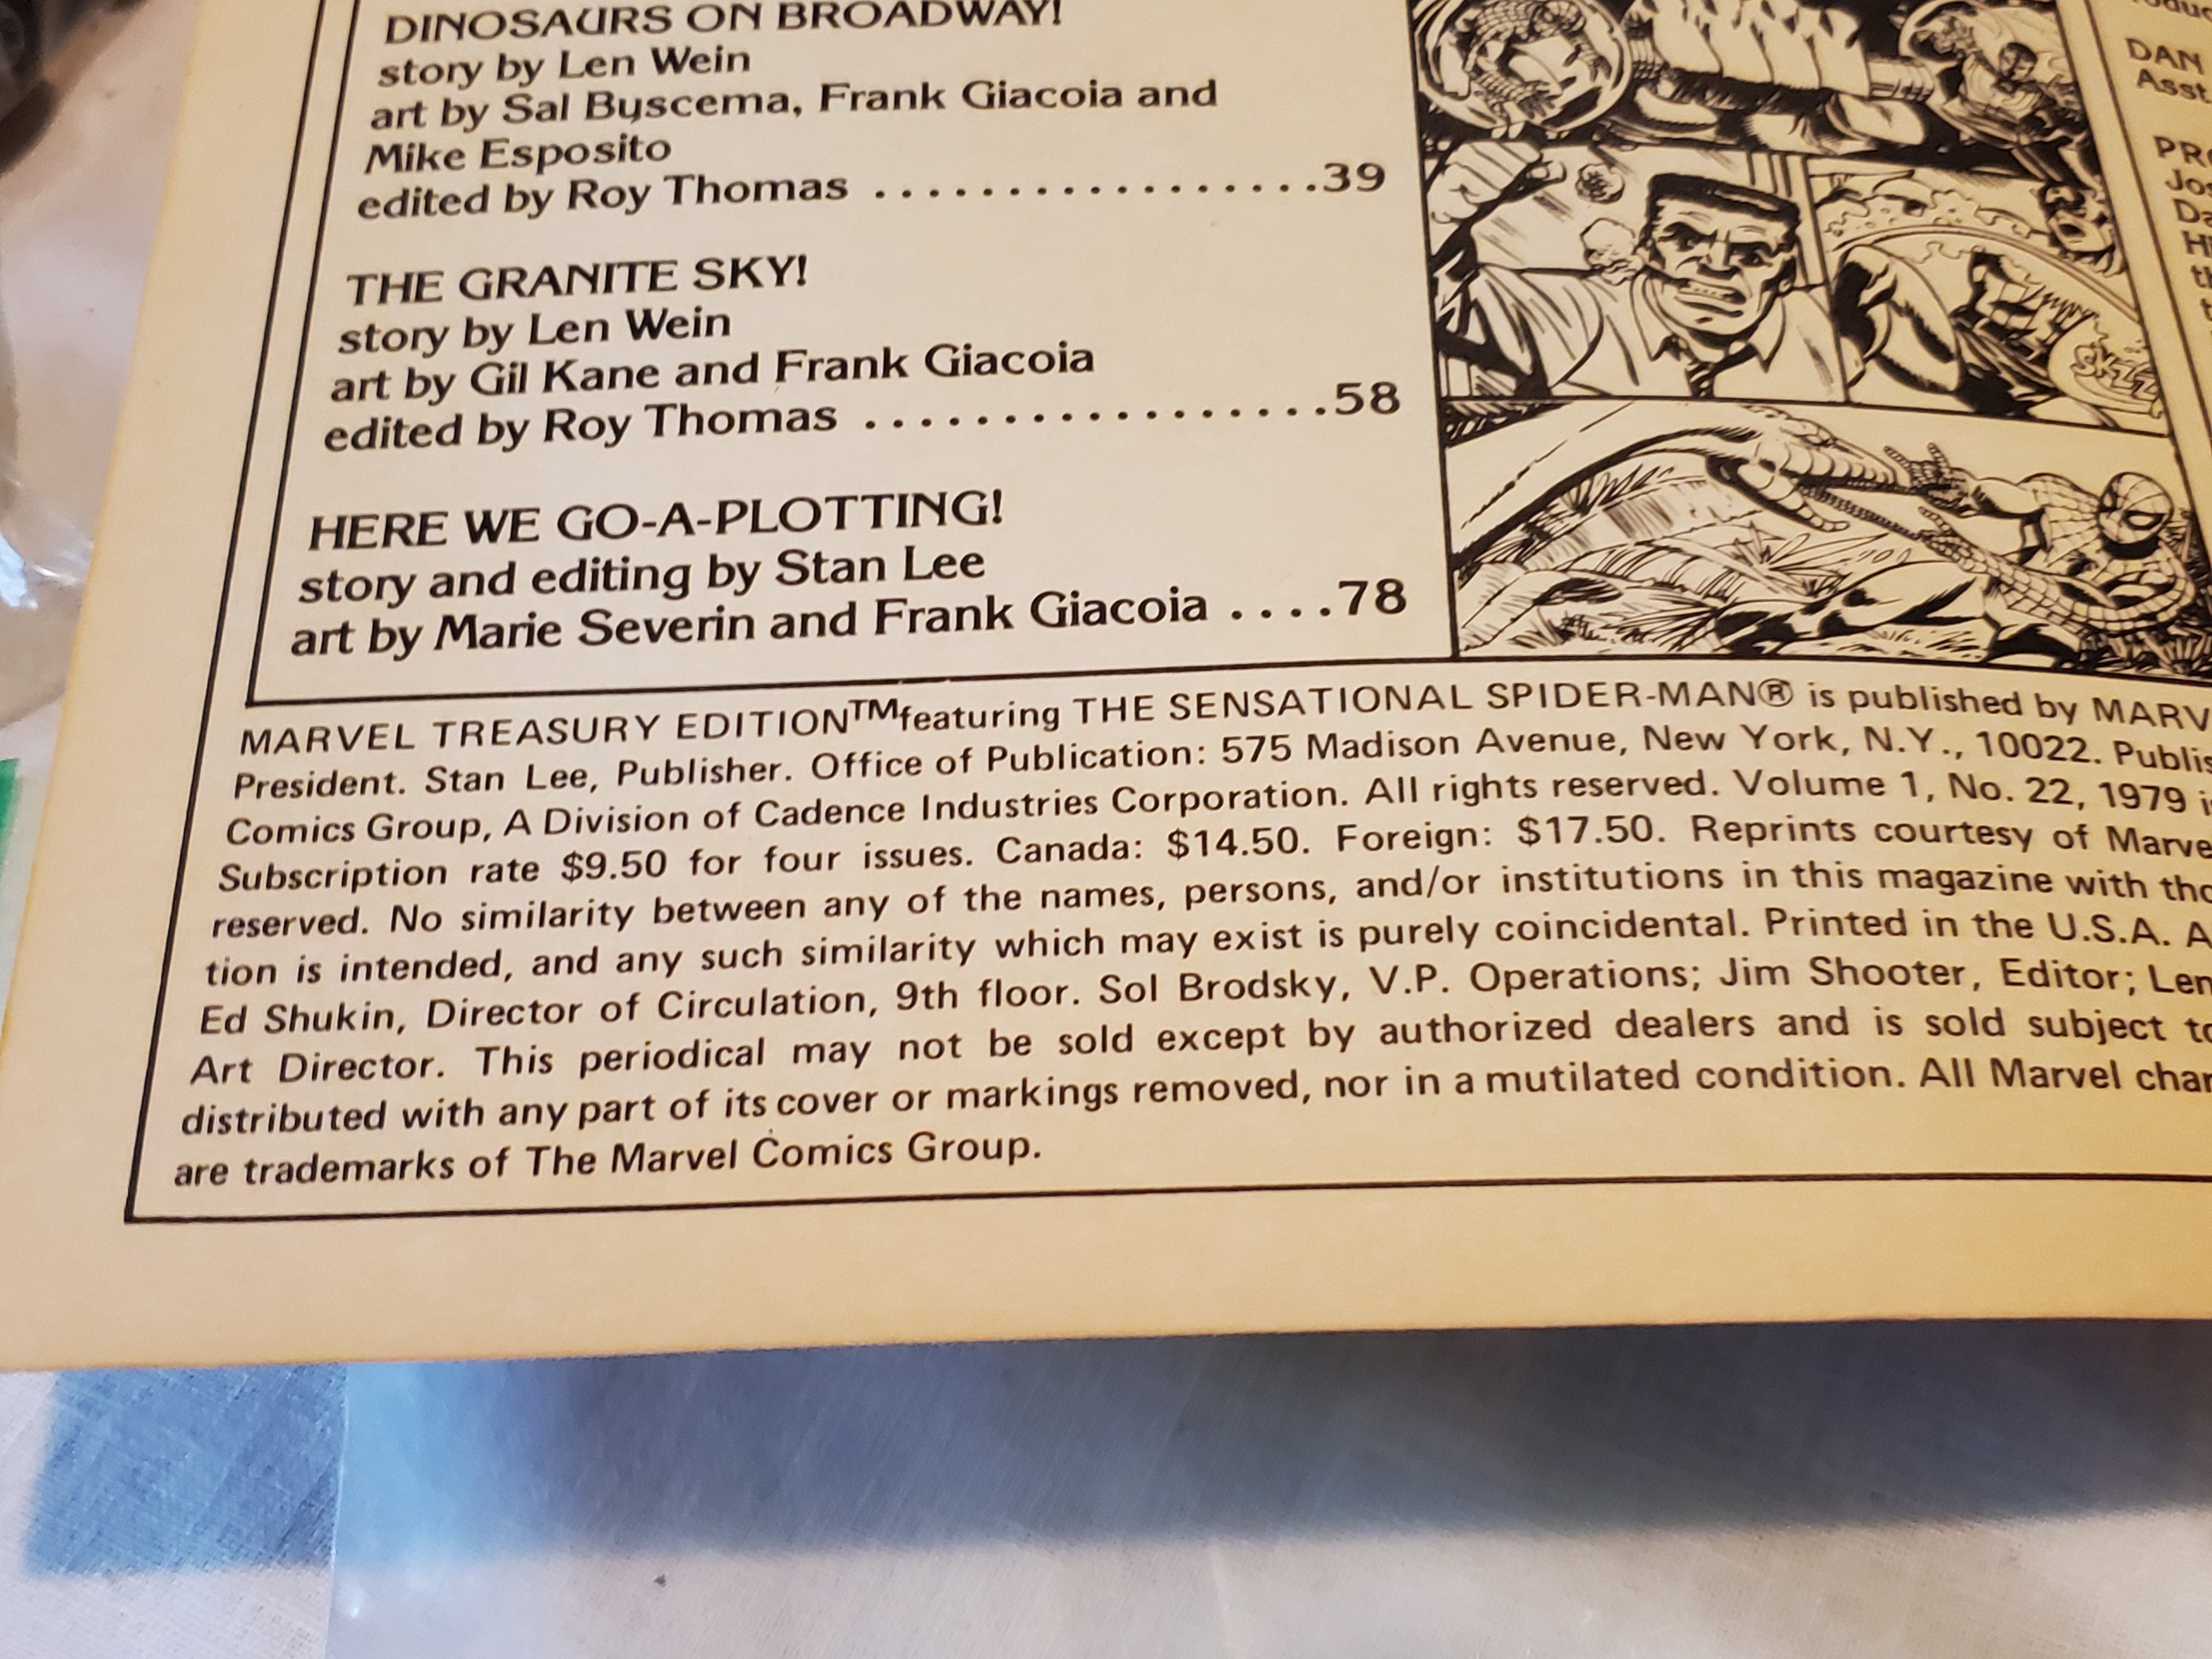 DINOSAURS ON BROADWAY!
story by Len Wein
art by Sal Buscema, Frank Giacoia and
Mike Esposito
edited by Roy Thomas .................39
THE GRANITE SKY!
story by Len Wein
art by Gil Kane and Frank Giacoia
edited by Roy Thomas .................58
HERE WE GO-A-PLOTTING!
story and editing by Stan Lee
art by Marie Severin and Frank Giacoia ....78
SKZZZ
DAN
Asst.
MARVEL TREASURY EDITION™ featuring THE SENSATIONAL SPIDER-MAN® is published by MARV
President. Stan Lee, Publisher. Office of Publication: 575 Madison Avenue, New York, N.Y., 10022. Publis
Comics Group, A Division of Cadence Industries Corporation. All rights reserved. Volume 1, No. 22, 1979 i
Subscription rate $9.50 for four issues. Canada: $14.50. Foreign: $17.50. Reprints courtesy of Marve
reserved. No similarity between any of the names, persons, and/or institutions in this magazine with tho
tion is intended, and any such similarity which may exist is purely coincidental. Printed in the U.S.A. A
Ed Shukin, Director of Circulation, 9th floor. Sol Brodsky, V.P. Operations; Jim Shooter, Editor; Len
Art Director. This periodical may not be sold except by authorized dealers and is sold subject to
distributed with any part of its cover or markings removed, nor in a mutilated condition. All Marvel char
are trademarks of The Marvel Comics Group.